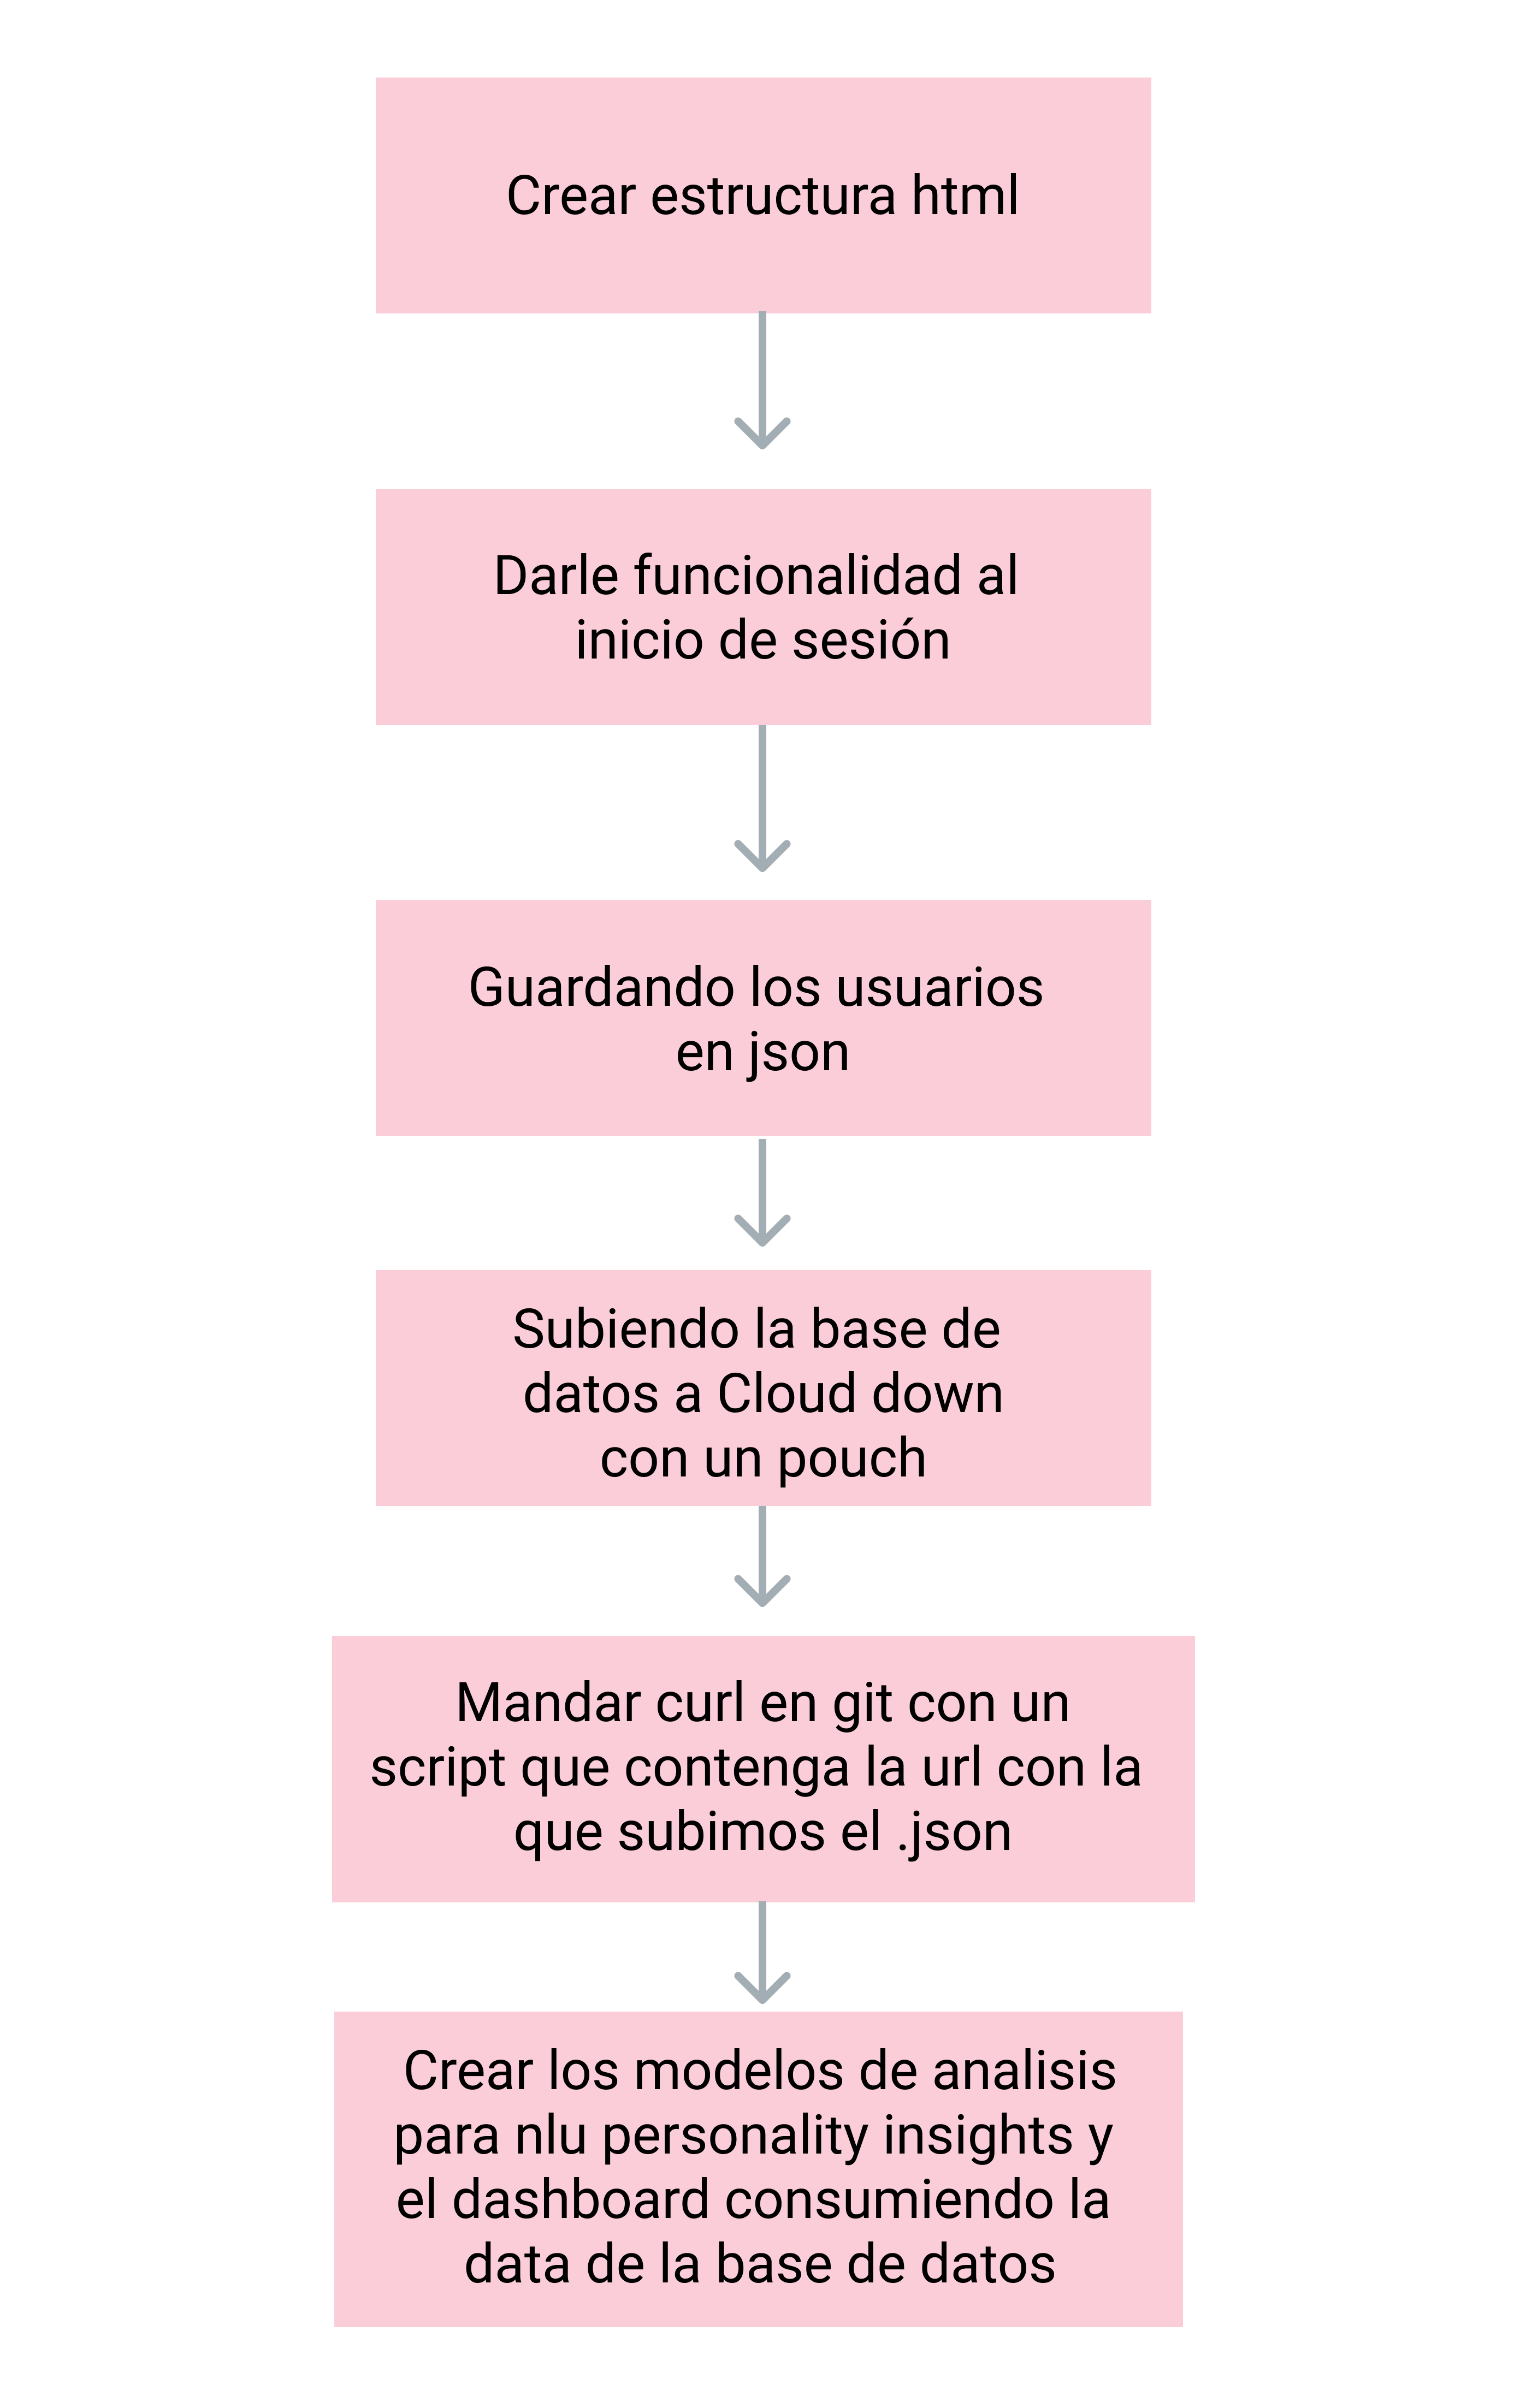 Crear estructura html
Darle funcionalidad al
inicio de sesión
Guardando los usuarios
en json
Subiendo la base de
datos a Cloud down
con un pouch
Mandar curl en git con un
script que contenga la url con la
que subimos el .json
Crear los modelos de analisis
para nlu personality insights y
el dashboard consumiendo la
data de la base de datos